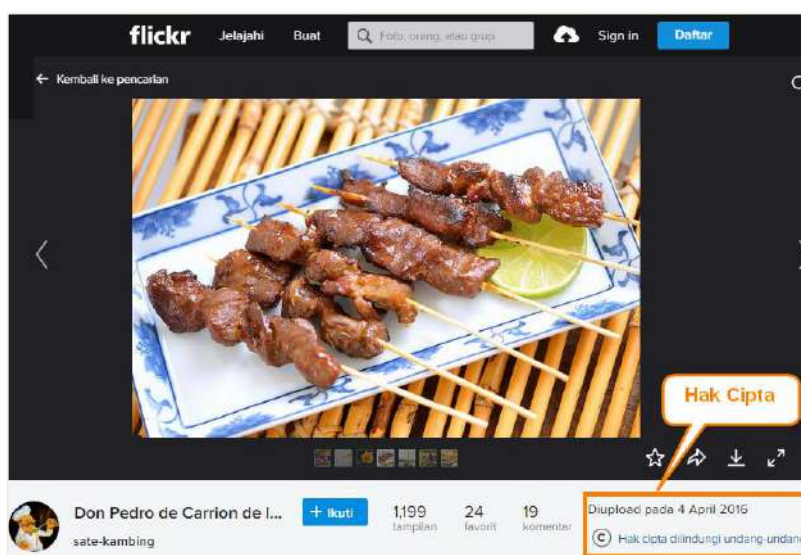 flickr Jelajahi Buat Foto, orang, atau grup Sign in Daftar
← Kembali ke pencarian
Hak Cipta
Don Pedro de Carrion de l... + Ikuti
sate-kambing
1,199 tampilan
24 favorit
19 komentar
Diupload pada 4 April 2016
© Hak cipta dilindungi undang-undang